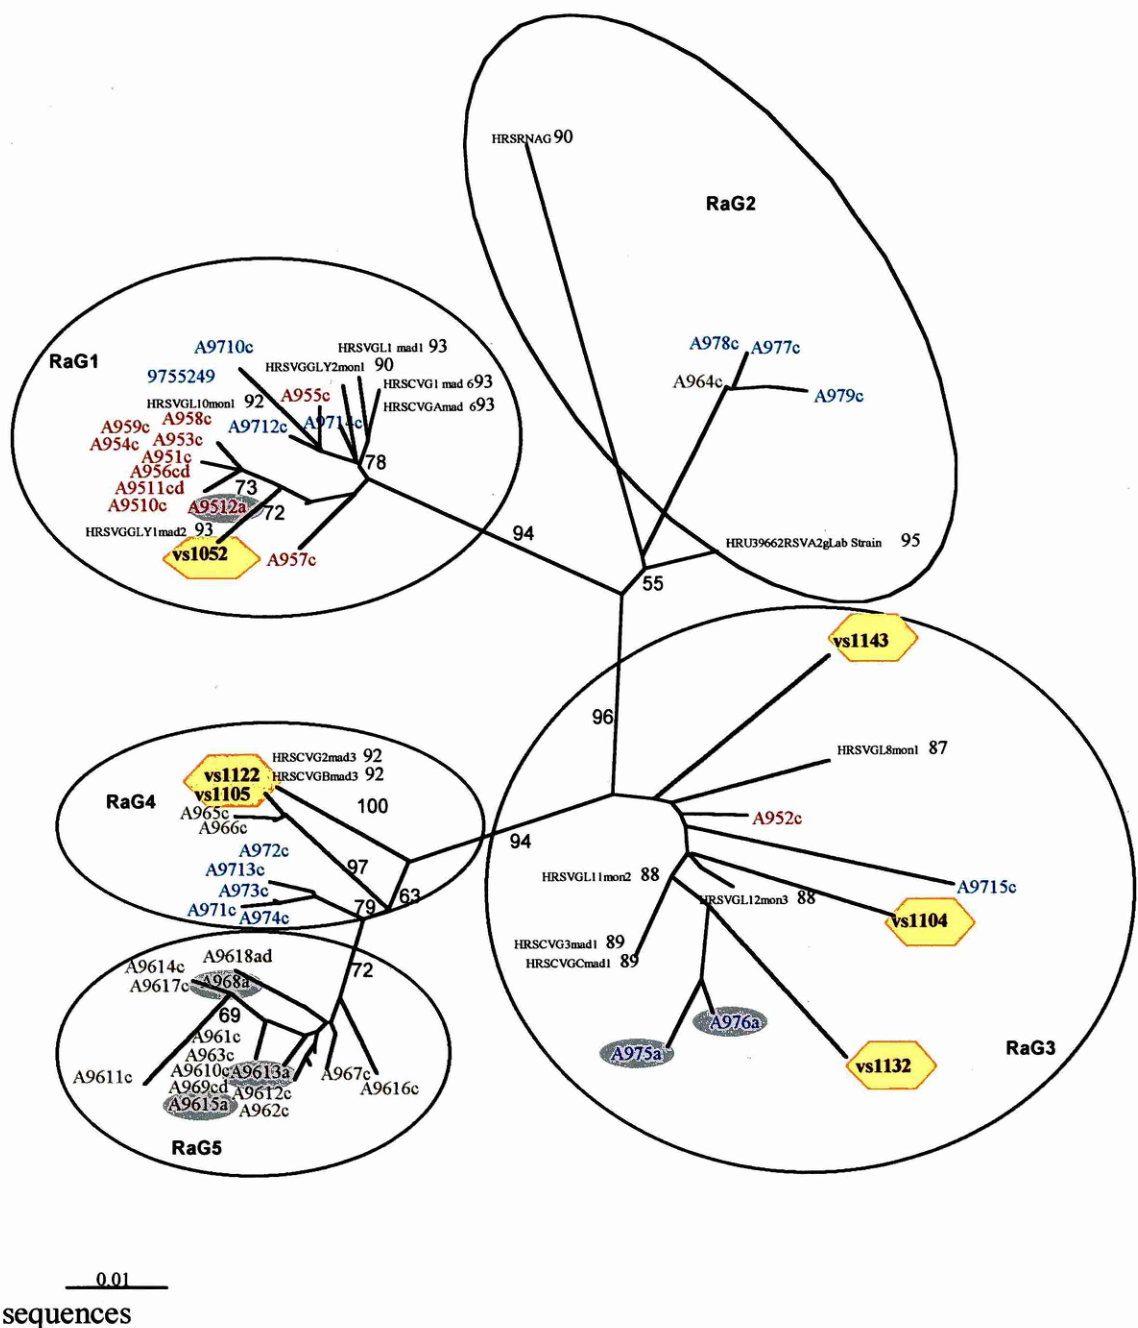 HRSRNAG 90
RaG2
RaG1
A9710c
HRSVGL1 mad1 93
9755249
HRSVGGLY2mon1 90
HRSCVG1 mad 693
HRSVGL10mon1 92
A955c
HRSCVGAmad 693
A959c
A958c
A9712c
A9714c
A954c
A953c
A951c
78
A956cd
A9511cd
73
A9510c
A9512a
72
HRSVGGLY1mad2 93
vs1052
A957c
94
A978c
A977c
A964c
A979c
HRU39662RSVA2gLab Strain 95
55
vs1143
96
HRSVGL8mon1 87
A952c
A9715c
94
HRSVGL11mon2 88
HRSVGL12mon3 88
vs1104
HRSCVG3mad1 89
HRSCVGCmad1 89
A976a
A975a
RaG3
vs1132
RaG4
vs1122
HRSCVG2mad3 92
vs1105
HRSCVGBmad3 92
A965c
A966c
100
A972c
A9713c
97
A973c
A971c
A974c
79
63
A9614c
A9618ad
72
A9617c
A968a
69
A961c
A963c
A9611c
A9610c
A9613a
A967c
A969cd
A9612c
A9616c
A9615a
A962c
RaG5
0.01
sequences